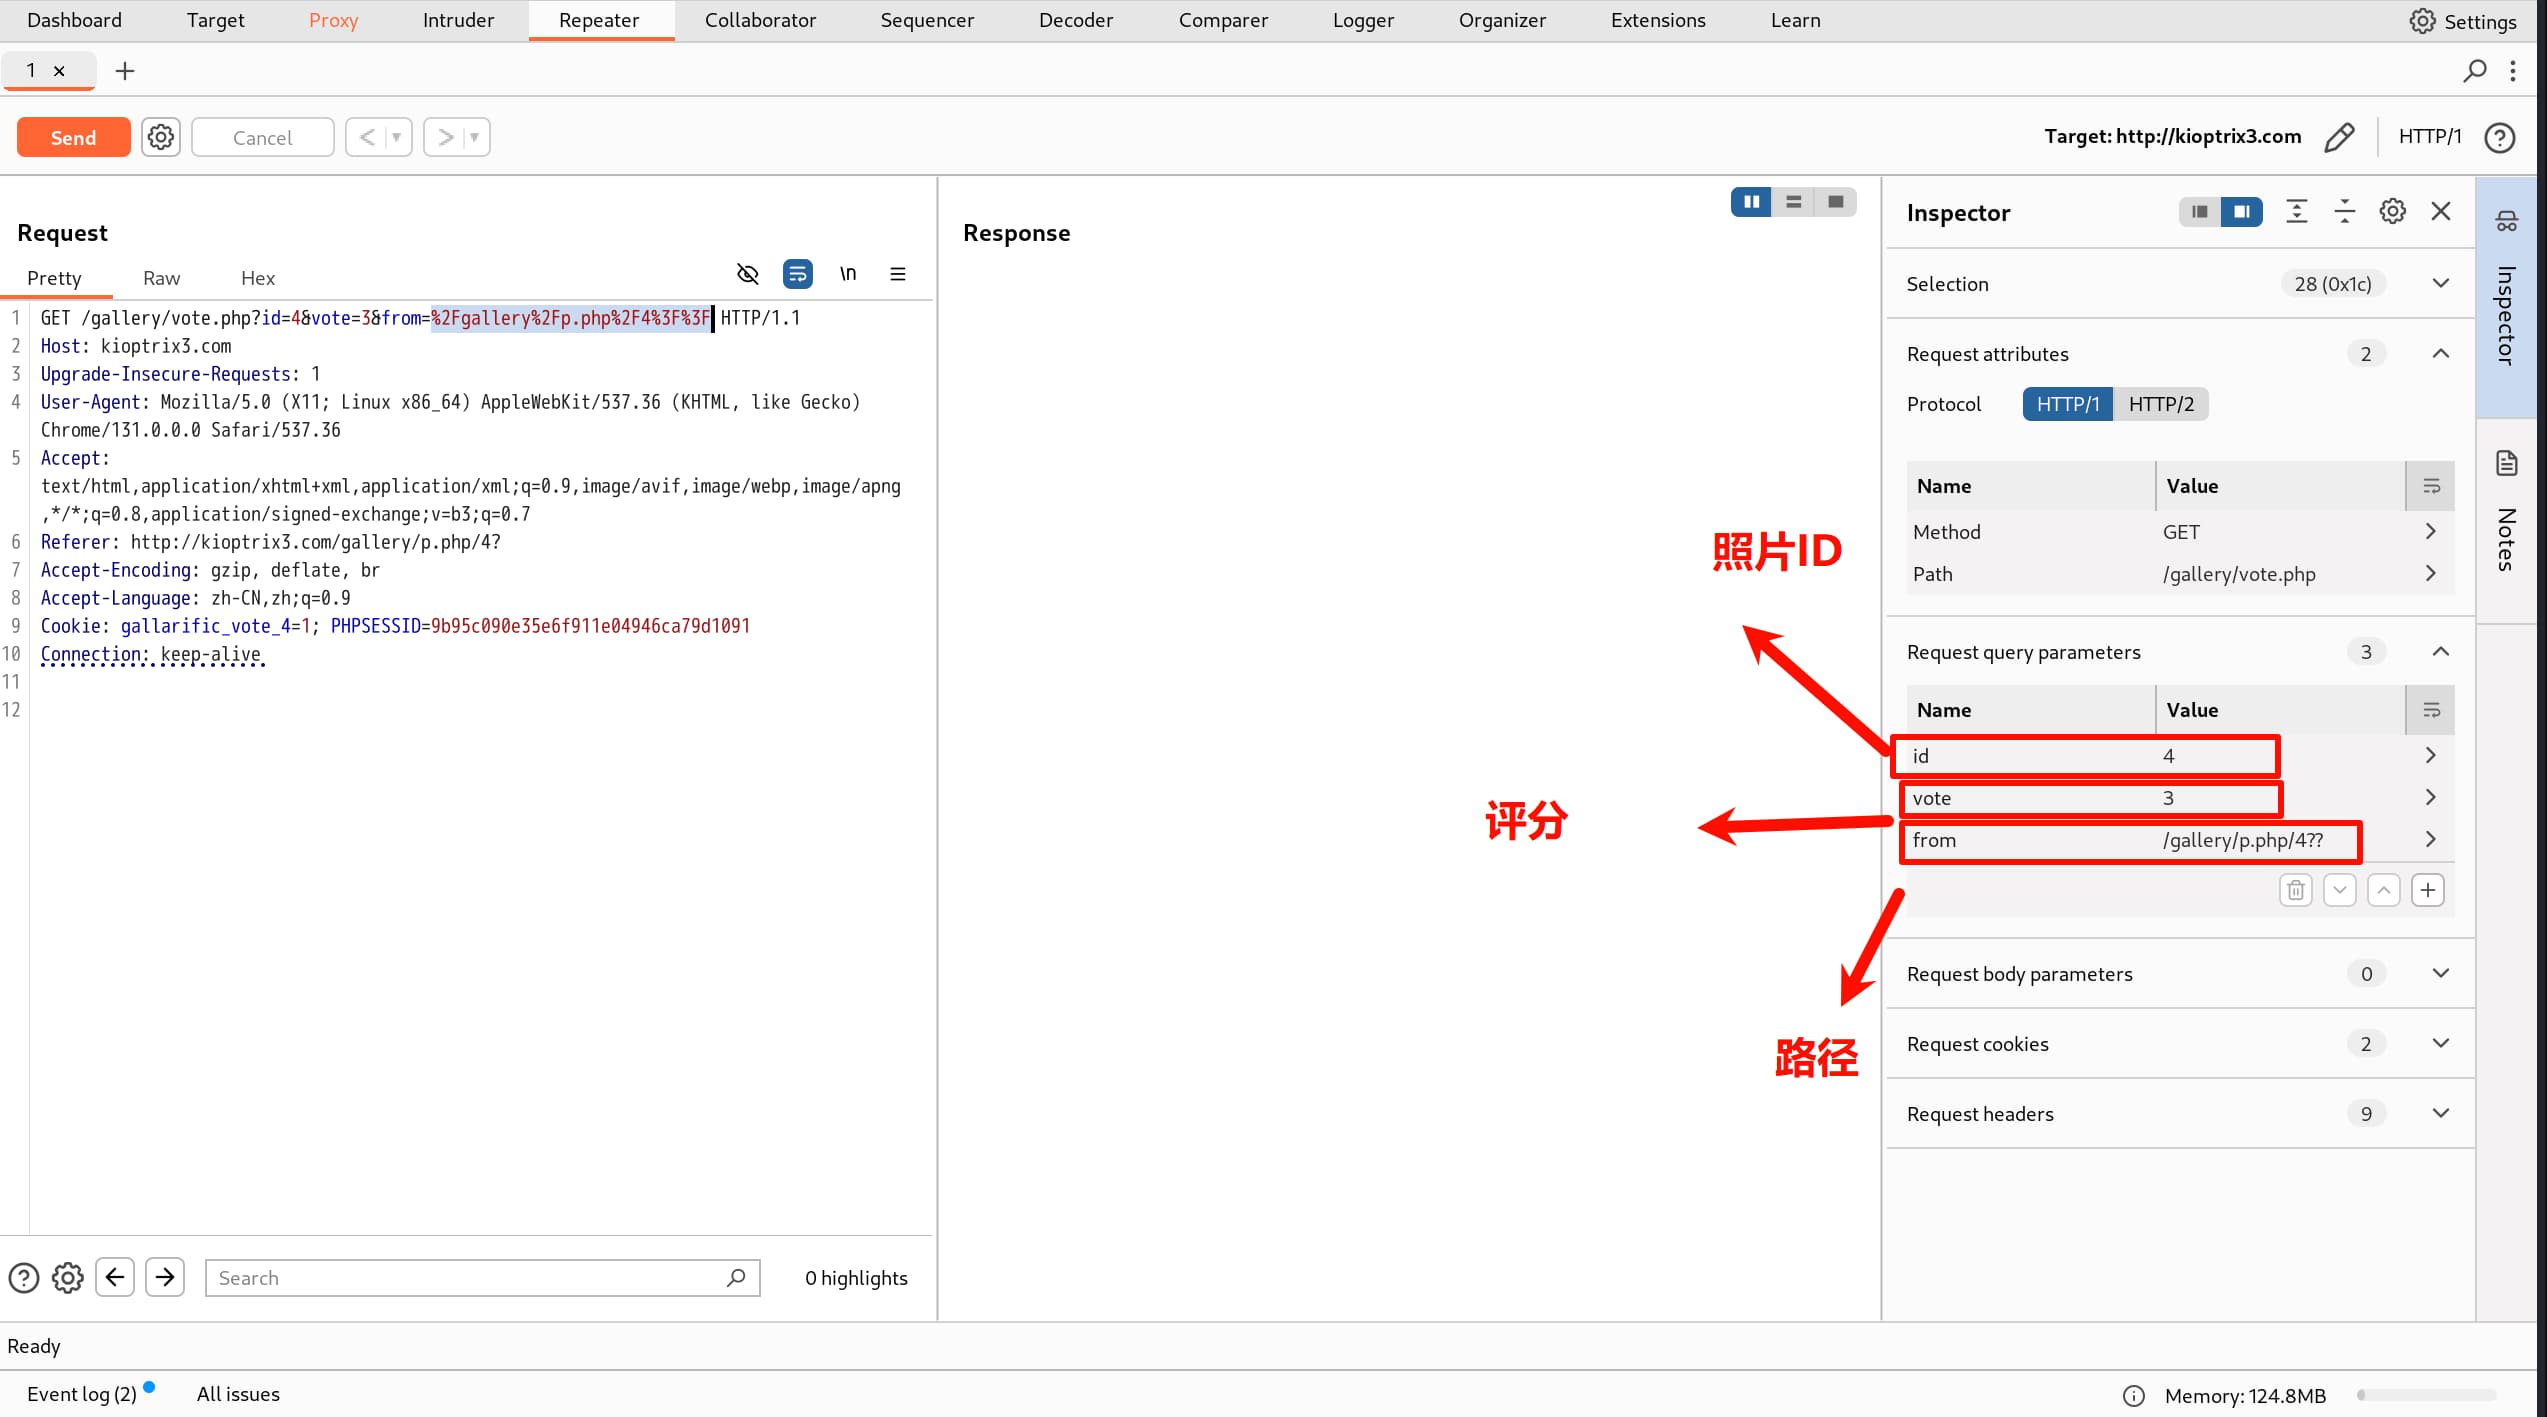 Dashboard Target Proxy Intruder Repeater Collaborator Sequencer Decoder Comparer Logger Organizer Extensions Learn Settings
1 × +
Send Cancel < > Target: http://kioptrix3.com HTTP/1
Request
Pretty Raw Hex \n
1 GET /gallery/vote.php?id=4&vote=3&from=%2Fgallery%2Fp.php%2F4%3F%3F HTTP/1.1
2 Host: kioptrix3.com
3 Upgrade-Insecure-Requests: 1
4 User-Agent: Mozilla/5.0 (X11; Linux x86_64) AppleWebKit/537.36 (KHTML, like Gecko)
Chrome/131.0.0.0 Safari/537.36
5 Accept:
text/html,application/xhtml+xml,application/xml;q=0.9,image/avif,image/webp,image/apng
,*/*;q=0.8,application/signed-exchange;v=b3;q=0.7
6 Referer: http://kioptrix3.com/gallery/p.php/4?
7 Accept-Encoding: gzip, deflate, br
8 Accept-Language: zh-CN,zh;q=0.9
9 Cookie: gallarific_vote_4=1; PHPSESSID=9b95c090e35e6f911e04946ca79d1091
10 Connection: keep-alive
11
12
Search
0 highlights
Response
照片ID
评分
路径
Inspector
Selection 28 (0x1c)
Request attributes 2
Protocol HTTP/1 HTTP/2
Name Value
Method GET
Path /gallery/vote.php
Request query parameters 3
Name Value
id 4
vote 3
from /gallery/p.php/4??
Request body parameters 0
Request cookies 2
Request headers 9
Inspector
Notes
Ready
Event log (2) All issues Memory: 124.8MB